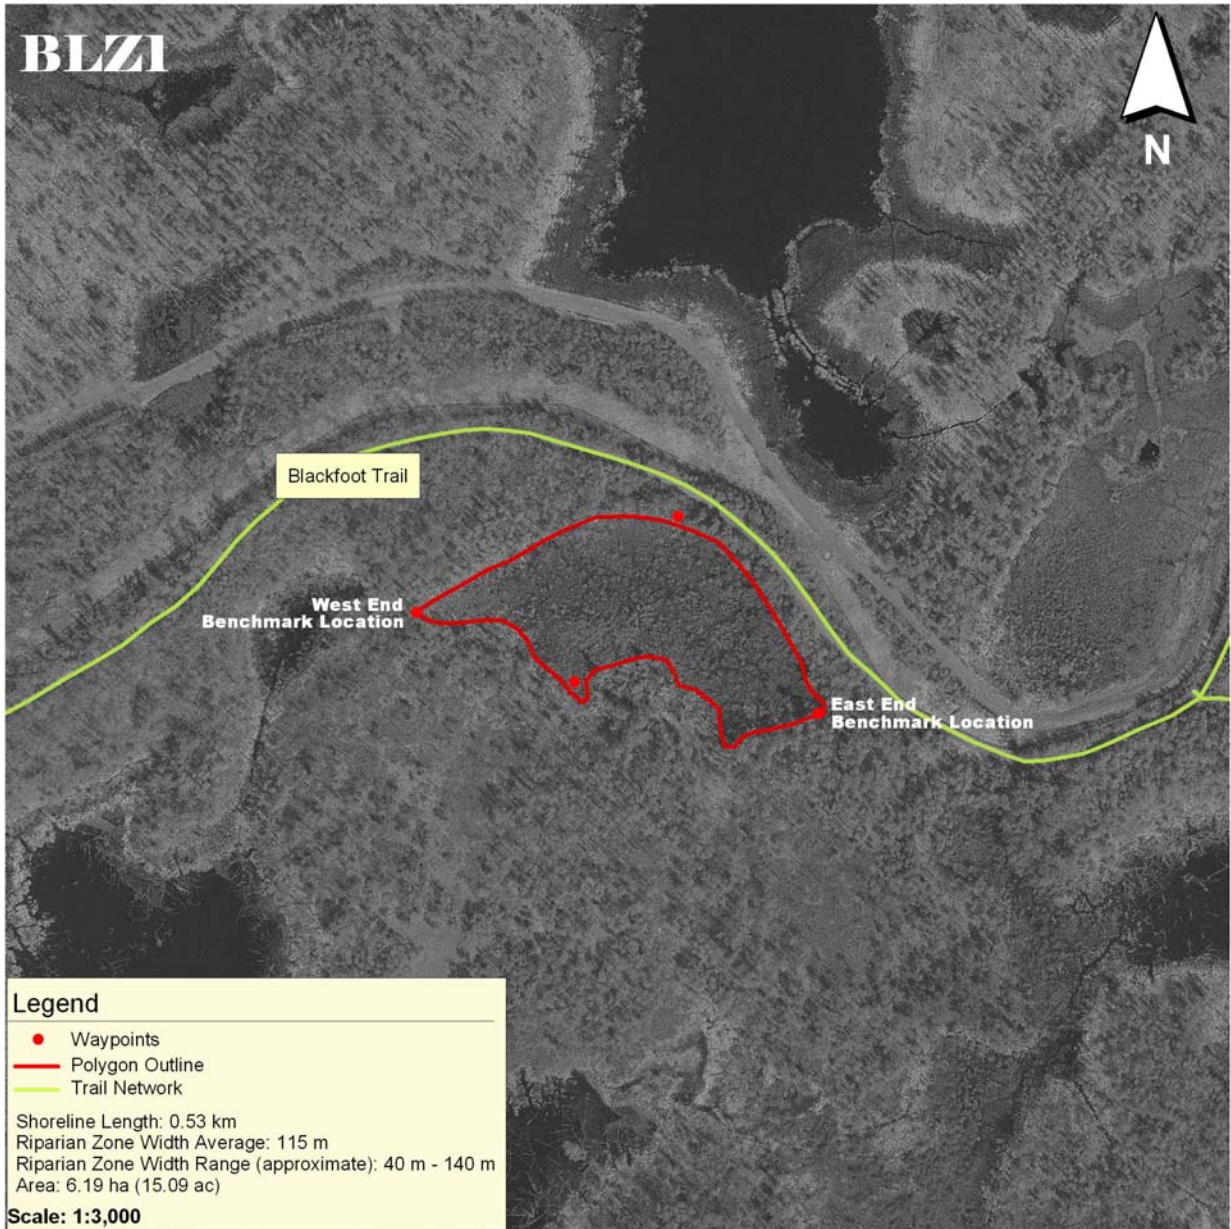 BLZ1
N
Blackfoot Trail
West End
Benchmark Location
East End
Benchmark Location
Legend
Waypoints
Polygon Outline
Trail Network
Shoreline Length: 0.53 km
Riparian Zone Width Average: 115 m
Riparian Zone Width Range (approximate): 40 m - 140 m
Area: 6.19 ha (15.09 ac)
Scale: 1:3,000